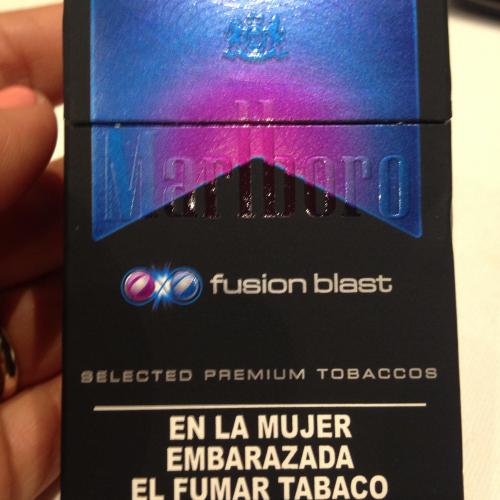 Marlboro
fusion blast
SELECTED PREMIUM TOBACCOS
EN LA MUJER
EMBARAZADA
EL FUMAR TABACO